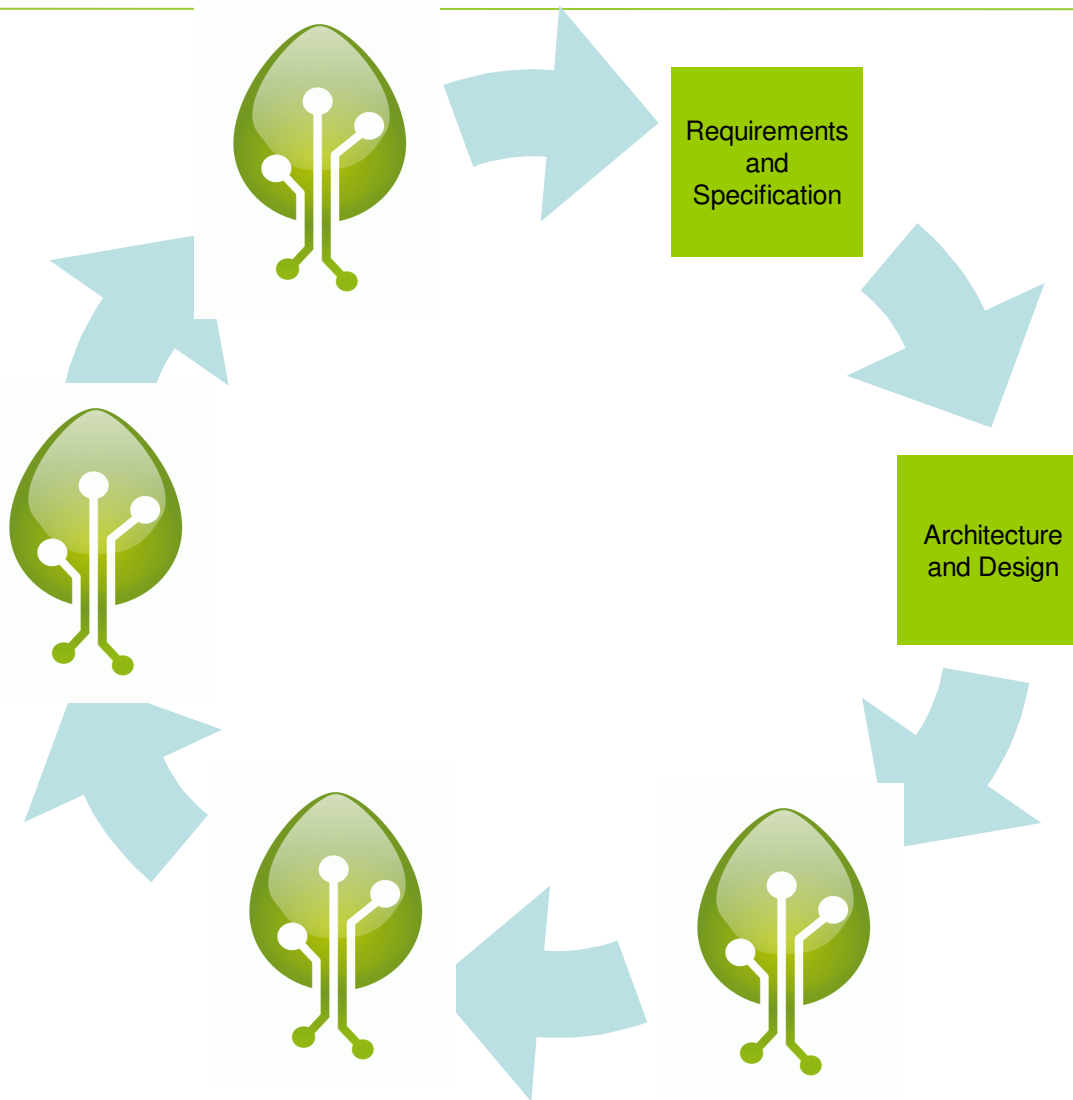 Requirements
and
Specification
Architecture
and Design